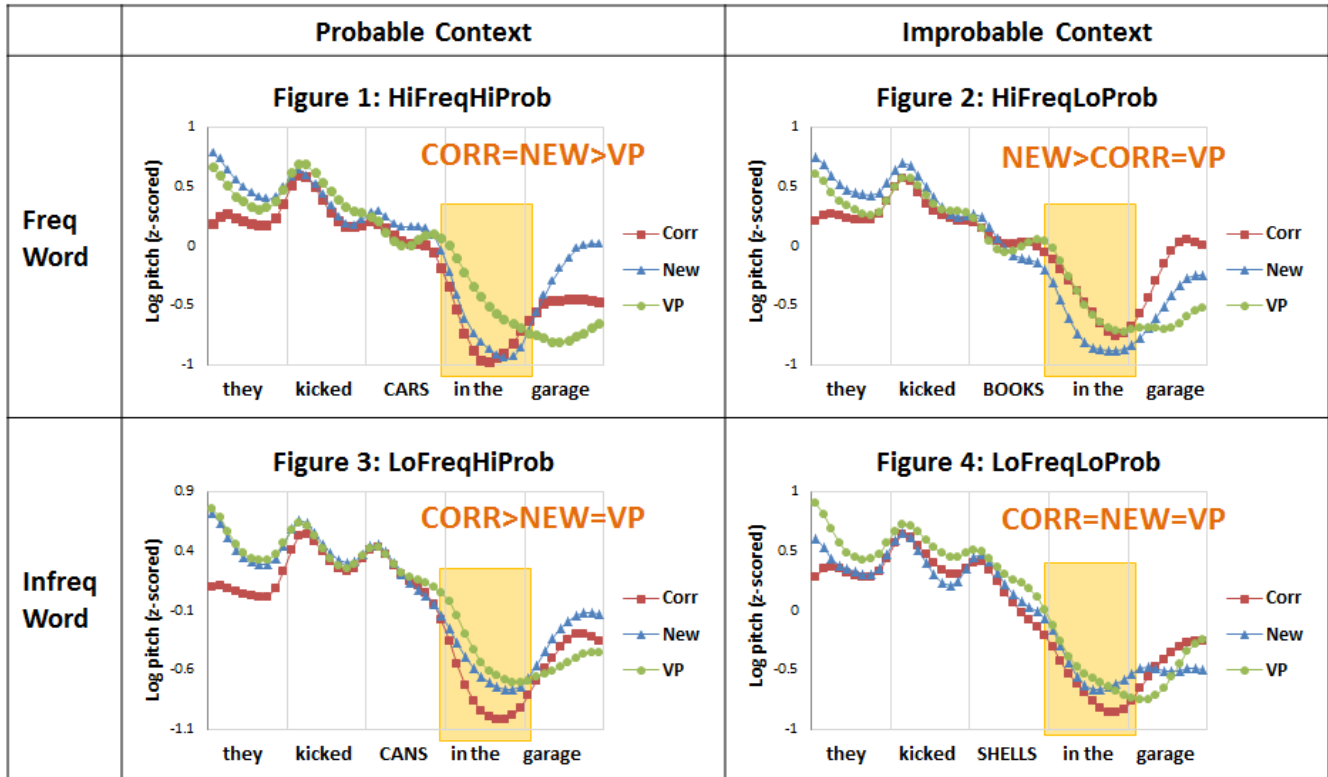 Probable Context
Improbable Context
Freq
Word
Figure 1: HiFreqHiProb
CORR=NEW>VP
Log pitch (z-scored)
1
0.5
0
-0.5
-1
they kicked CARS in the garage
Corr
New
VP
Figure 2: HiFreqLoProb
NEW>CORR=VP
Log pitch (z-scored)
1
0.5
0
-0.5
-1
they kicked BOOKS in the garage
Corr
New
VP
Infreq
Word
Figure 3: LoFreqHiProb
CORR>NEW=VP
Log pitch (z-scored)
0.9
0.4
-0.1
-0.6
-1.1
they kicked CANS in the garage
Corr
New
VP
Figure 4: LoFreqLoProb
CORR=NEW=VP
Log pitch (z-scored)
1
0.5
0
-0.5
-1
they kicked SHELLS in the garage
Corr
New
VP